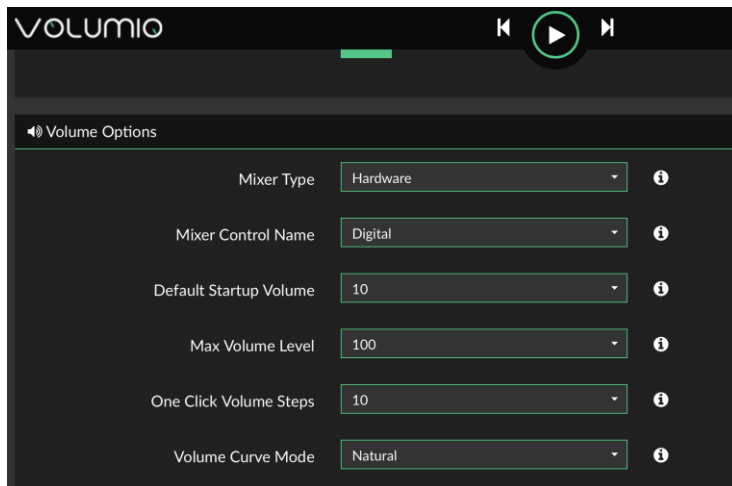 VOLUMIO
Volume Options
Mixer Type Hardware
Mixer Control Name Digital
Default Startup Volume 10
Max Volume Level 100
One Click Volume Steps 10
Volume Curve Mode Natural